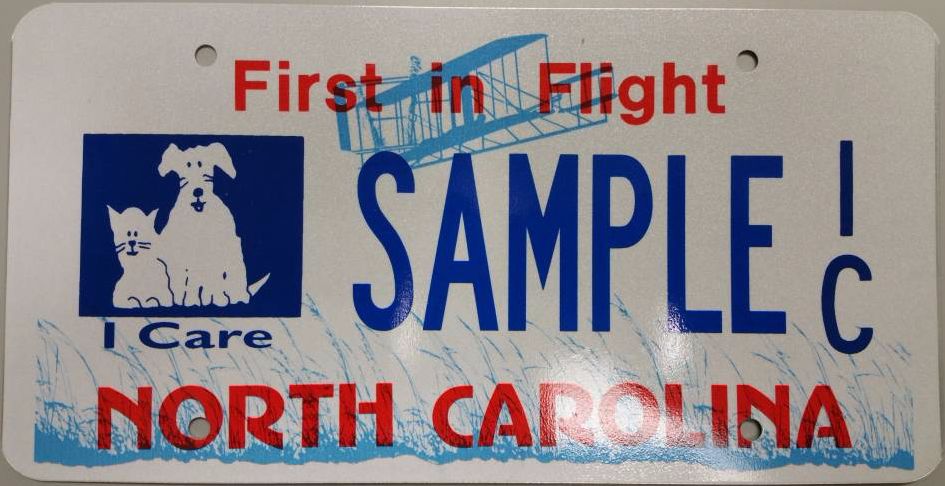 First in Flight
SAMPLE
I
C
I Care
NORTH CAROLINA